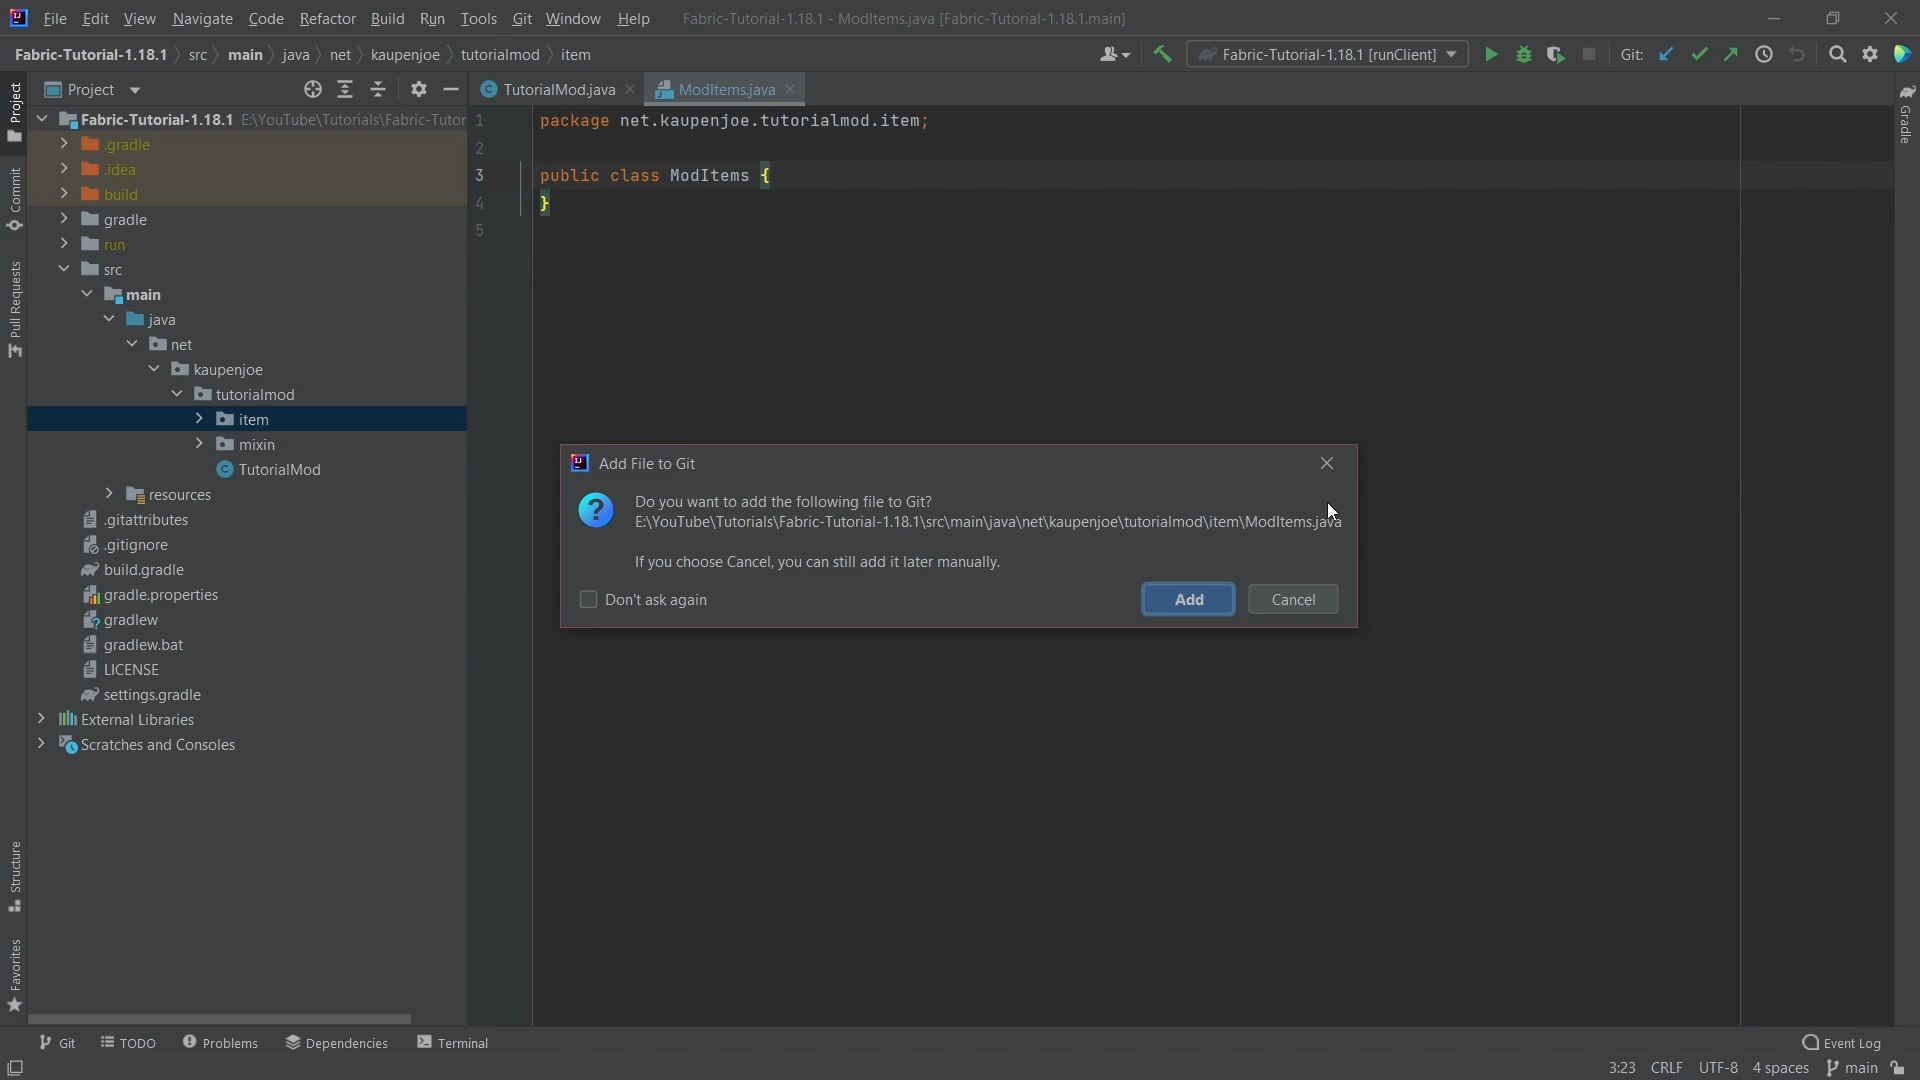 File Edit View Navigate Code Refactor Build Run Tools Git Window Help Fabric-Tutorial-1.18.1 - ModItems.java [Fabric-Tutorial-1.18.1.main]
Fabric-Tutorial-1.18.1 src main java net kaupenjoe tutorialmod item
Fabric-Tutorial-1.18.1 [runClient] Git:
Project
TutorialMod.java ModItems.java
Project
Commit
Pull Requests
Structure
Favorites
Fabric-Tutorial-1.18.1 E:\YouTube\Tutorials\Fabric-Tutor
.gradle
.idea
build
gradle
run
src
main
java
net
kaupenjoe
tutorialmod
item
mixin
TutorialMod
resources
.gitattributes
.gitignore
build.gradle
gradle.properties
gradlew
gradlew.bat
LICENSE
settings.gradle
External Libraries
Scratches and Consoles
1 package net.kaupenjoe.tutorialmod.item;
2
3 public class ModItems {
4 }
5
Add File to Git
Do you want to add the following file to Git?
E:\YouTube\Tutorials\Fabric-Tutorial-1.18.1\src\main\java\net\kaupenjoe\tutorialmod\item\ModItems.java
If you choose Cancel, you can still add it later manually.
Don't ask again Add Cancel
Gradle
Git TODO Problems Dependencies Terminal Event Log
3:23 CRLF UTF-8 4 spaces main